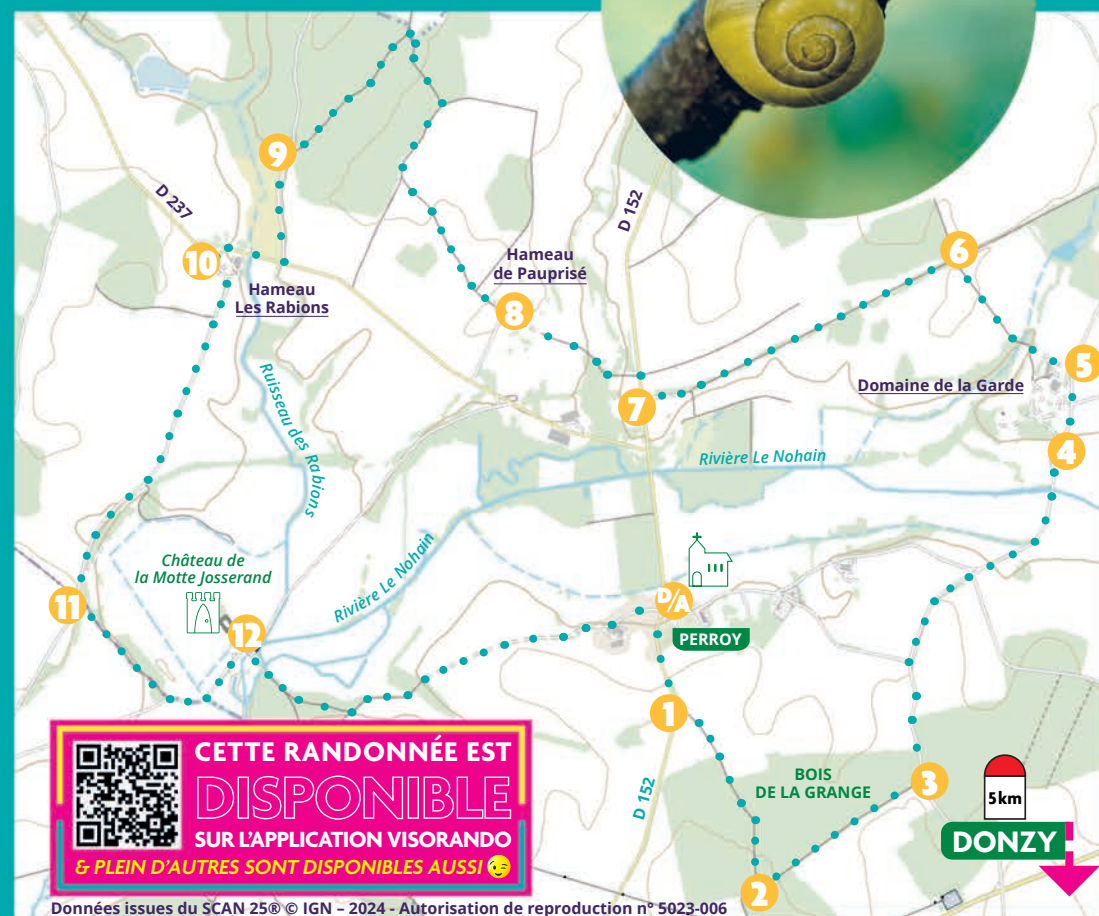 9
D 237
D 152
6
10
Hameau
de Pauprisé
Hameau
Les Rabions
8
5
Domaine de la Garde
7
4
Ruisseau des Rabions
Rivière Le Nohain
Château de
la Motte Josserand
Rivière Le Nohain
11
12
D/A
PERROY
1
D 152
BOIS
DE LA GRANGE
3
5km
DONZY
2
CETTE RANDONNÉE EST
DISPONIBLE
SUR L'APPLICATION VISORANDO
& PLEIN D'AUTRES SONT DISPONIBLES AUSSI 😉
Données issues du SCAN 25® © IGN – 2024 - Autorisation de reproduction n° 5023-006